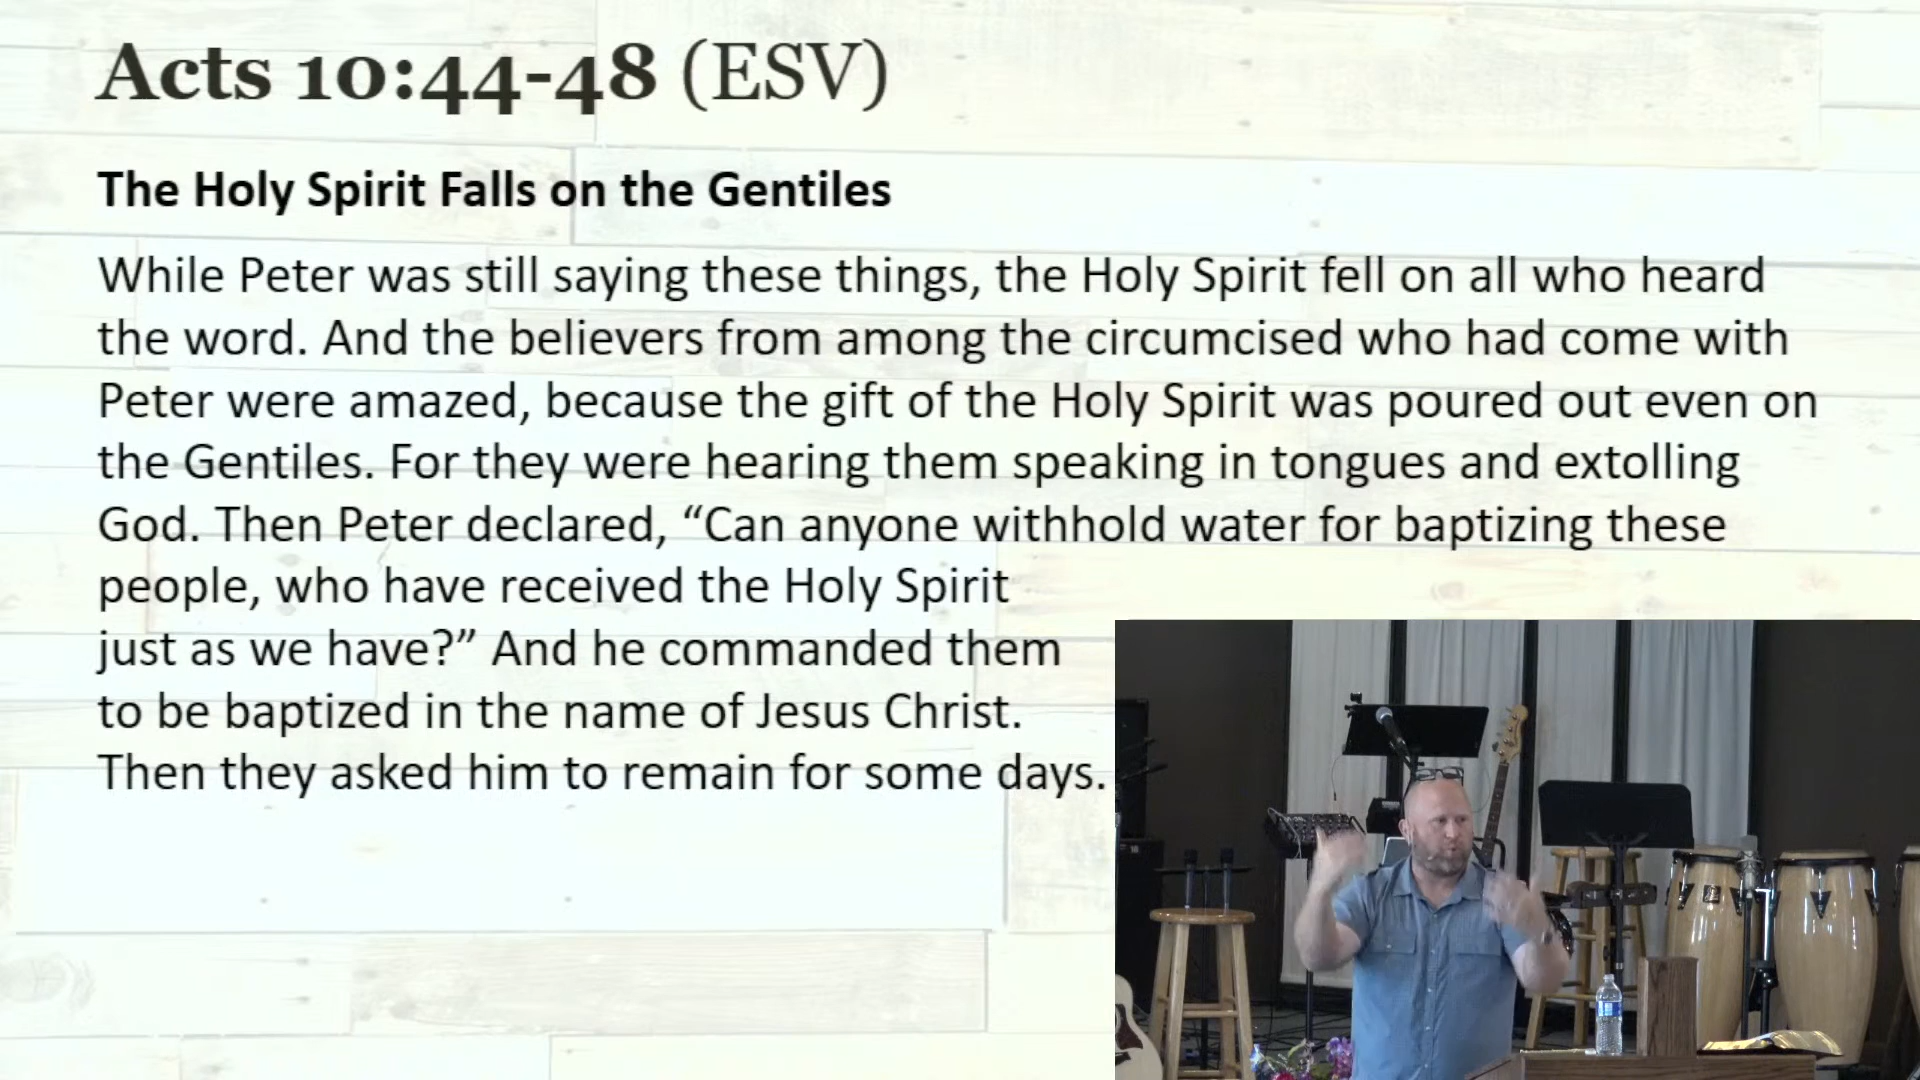 Acts 10:44-48 (ESV)
The Holy Spirit Falls on the Gentiles
While Peter was still saying these things, the Holy Spirit fell on all who heard
the word. And the believers from among the circumcised who had come with
Peter were amazed, because the gift of the Holy Spirit was poured out even on
the Gentiles. For they were hearing them speaking in tongues and extolling
God. Then Peter declared, “Can anyone withhold water for baptizing these
people, who have received the Holy Spirit
just as we have?” And he commanded them
to be baptized in the name of Jesus Christ.
Then they asked him to remain for some days.